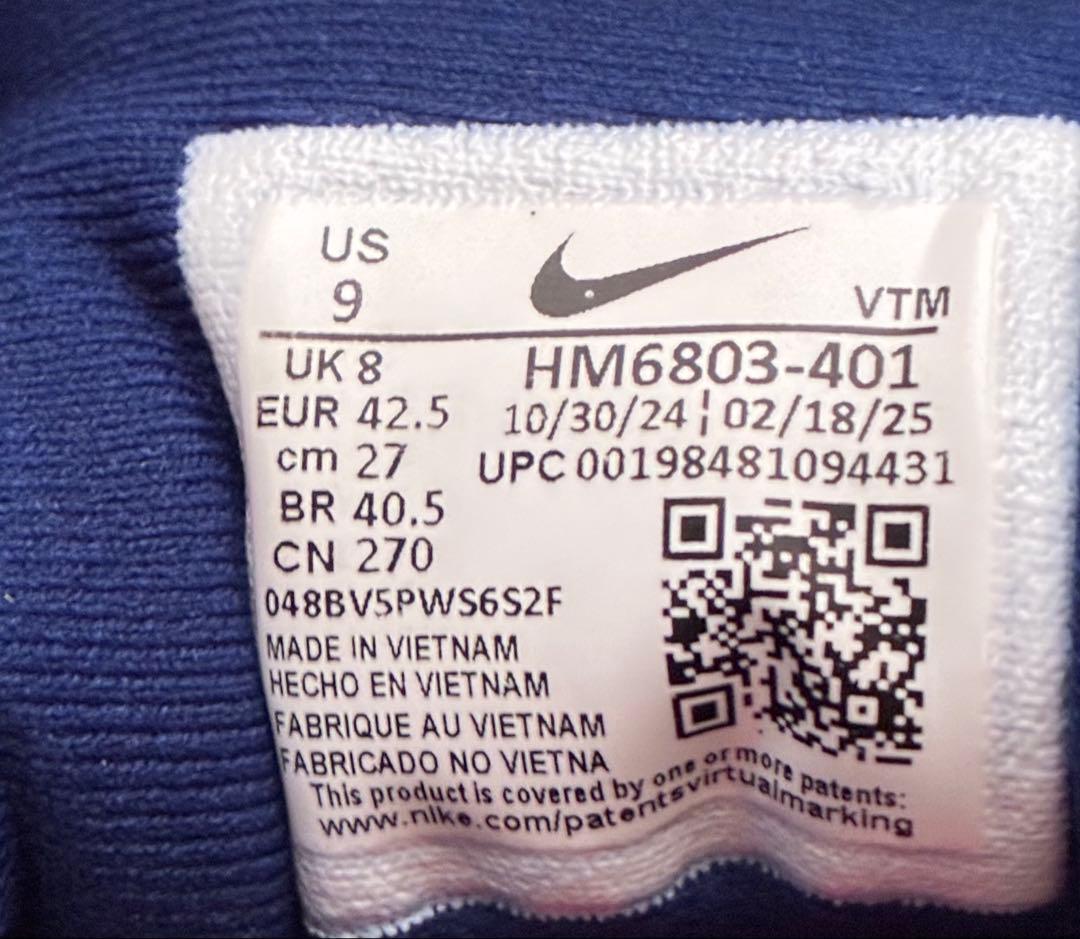 US
9
VTM
UK 8
EUR 42.5
cm 27
BR 40.5
CN 270
HM6803-401
10/30/24 ¦ 02/18/25
UPC 00198481094431
048BV5PWS6S2F
MADE IN VIETNAM
HECHO EN VIETNAM
FABRIQUE AU VIETNAM
FABRICADO NO VIETNA
This product is covered by one or more patents:
www.nike.com/patentsvirtualmarking